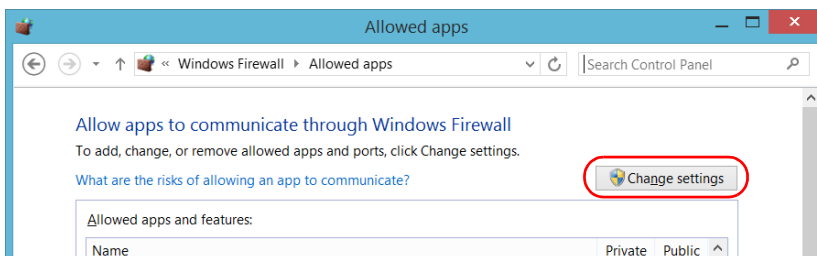 Allowed apps
« Windows Firewall Allowed apps Search Control Panel
Allow apps to communicate through Windows Firewall
To add, change, or remove allowed apps and ports, click Change settings.
What are the risks of allowing an app to communicate? Change settings
Allowed apps and features:
Name Private Public